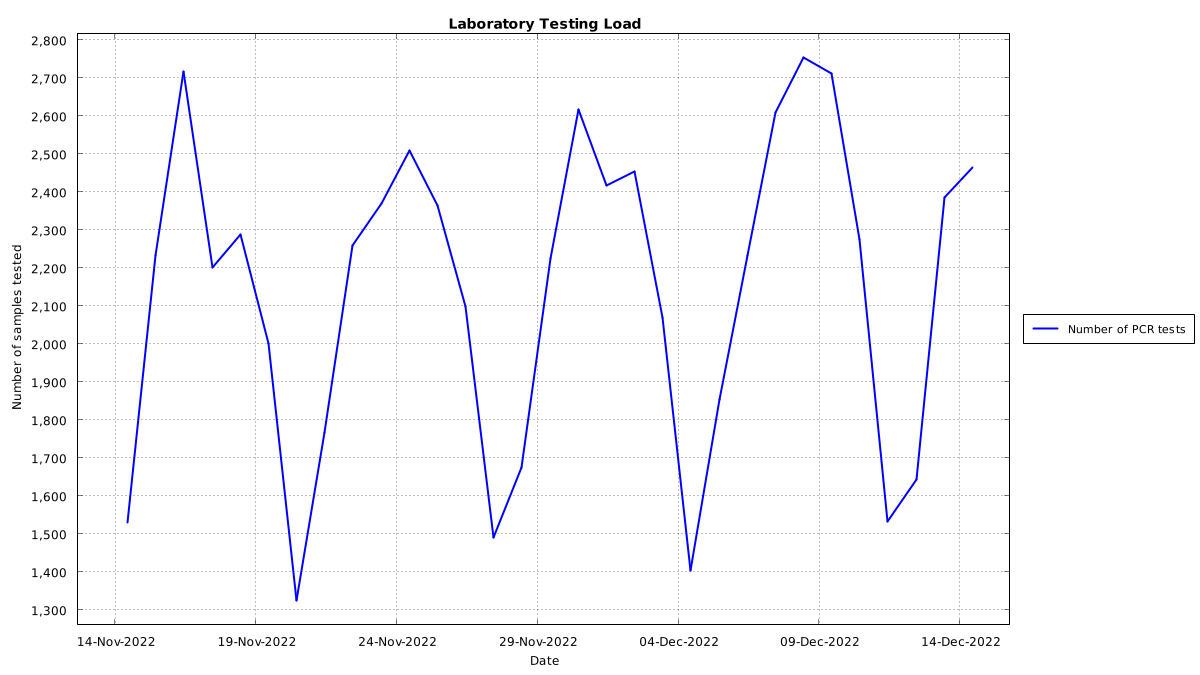 Laboratory Testing Load
2,800
2,700
2,600
2,500
2,400
2,300
2,200
2,100
2,000
1,900
1,800
1,700
1,600
1,500
1,400
1,300
Number of samples tested
14-Nov-2022
19-Nov-2022
24-Nov-2022
29-Nov-2022
04-Dec-2022
09-Dec-2022
14-Dec-2022
Date
Number of PCR tests